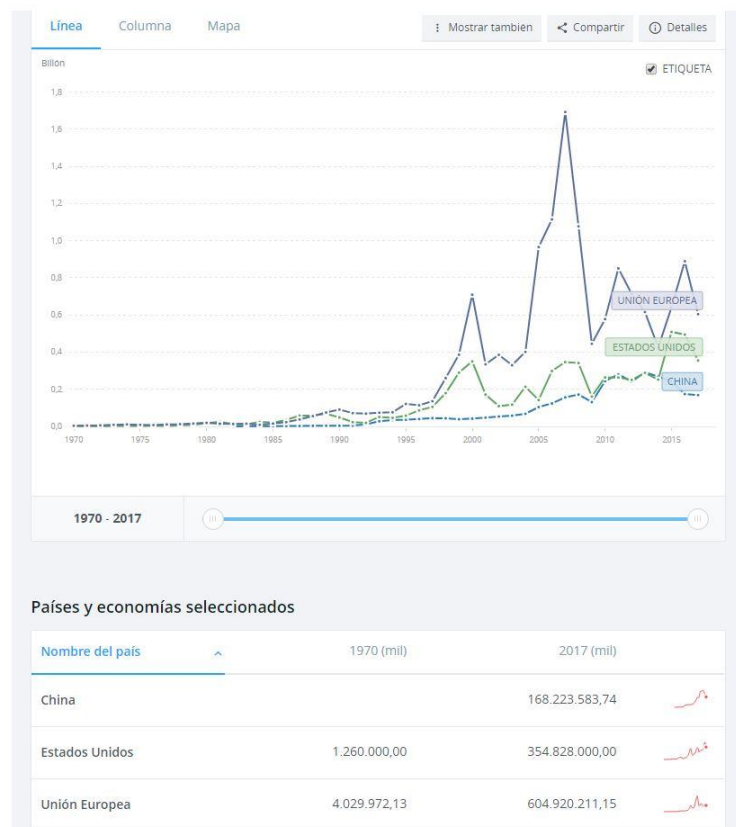 Línea Columna Mapa Mostrar tambien Compartir Detalles
Billón ETIQUETA
1,8
1,6
1,4
1,2
1,0
0,8
UNIÓN EUROPEA
0,6
ESTADOS UNIDOS
0,4
CHINA
0,2
0,0
1970 1975 1980 1985 1990 1995 2000 2005 2010 2015
1970 - 2017
Países y economías seleccionados
Nombre del país 1970 (mil) 2017 (mil)
China 168.223.583,74
Estados Unidos 1.260.000,00 354.828.000,00
Unión Europea 4.029.972,13 604.920.211,15